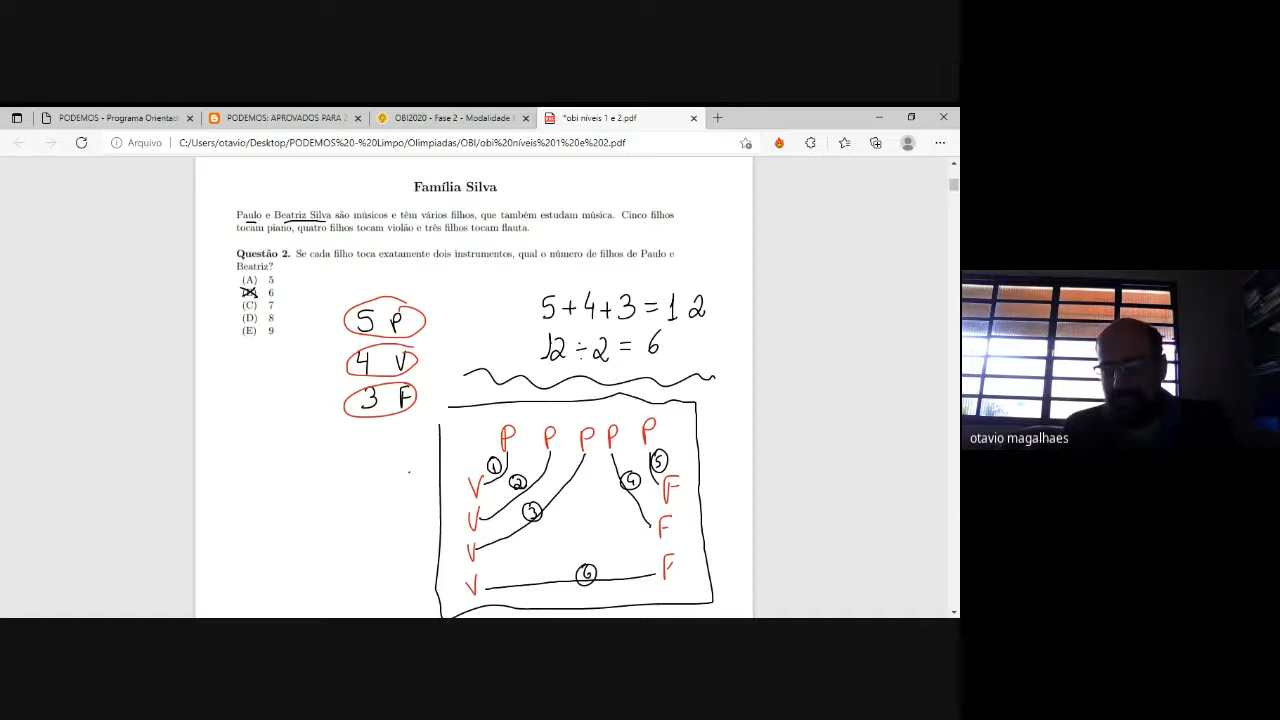 PODEMOS - Programa Orientad
PODEMOS: APROVADOS PARA 2
OBI2020 - Fase 2 - Modalidade I
*obi níveis 1 e 2.pdf
Arquivo
C:/Users/otavio/Desktop/PODEMOS%20-%20Limpo/Olimpiadas/OBI/obi%20níveis%201%20e%202.pdf
Família Silva
Paulo e Beatriz Silva são músicos e têm vários filhos, que também estudam música. Cinco filhos
tocam piano, quatro filhos tocam violão e três filhos tocam flauta.
Questão 2. Se cada filho toca exatamente dois instrumentos, qual o número de filhos de Paulo e
Beatriz?
(A) 5
6
(C) 7
(D) 8
(E) 9
5 P
4 V
3 F
5+4+3=12
12÷2=6
P P P P P
1 2 3 4 5
V F
V F
V
V 6 F
otavio magalhaes